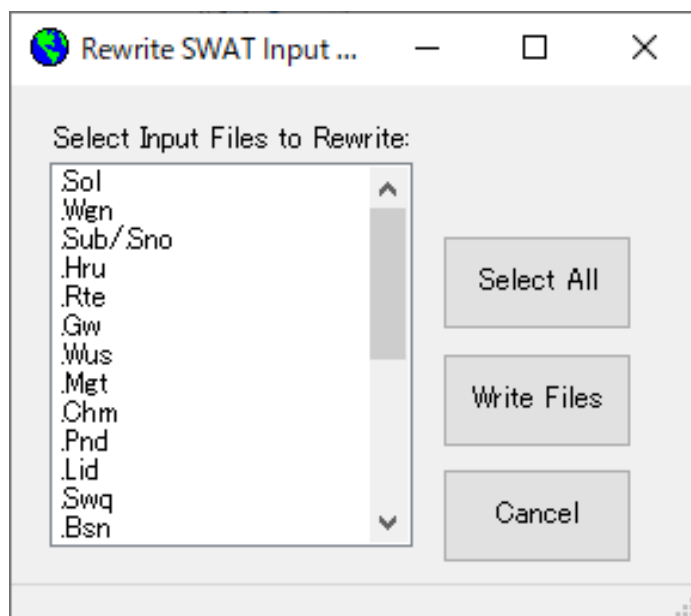 Rewrite SWAT Input ...
Select Input Files to Rewrite:
.Sol
.Wgn
.Sub/.Sno
.Hru
.Rte
.Gw
.Wus
.Mgt
.Chm
.Pnd
.Lid
.Swq
.Bsn
Select All
Write Files
Cancel